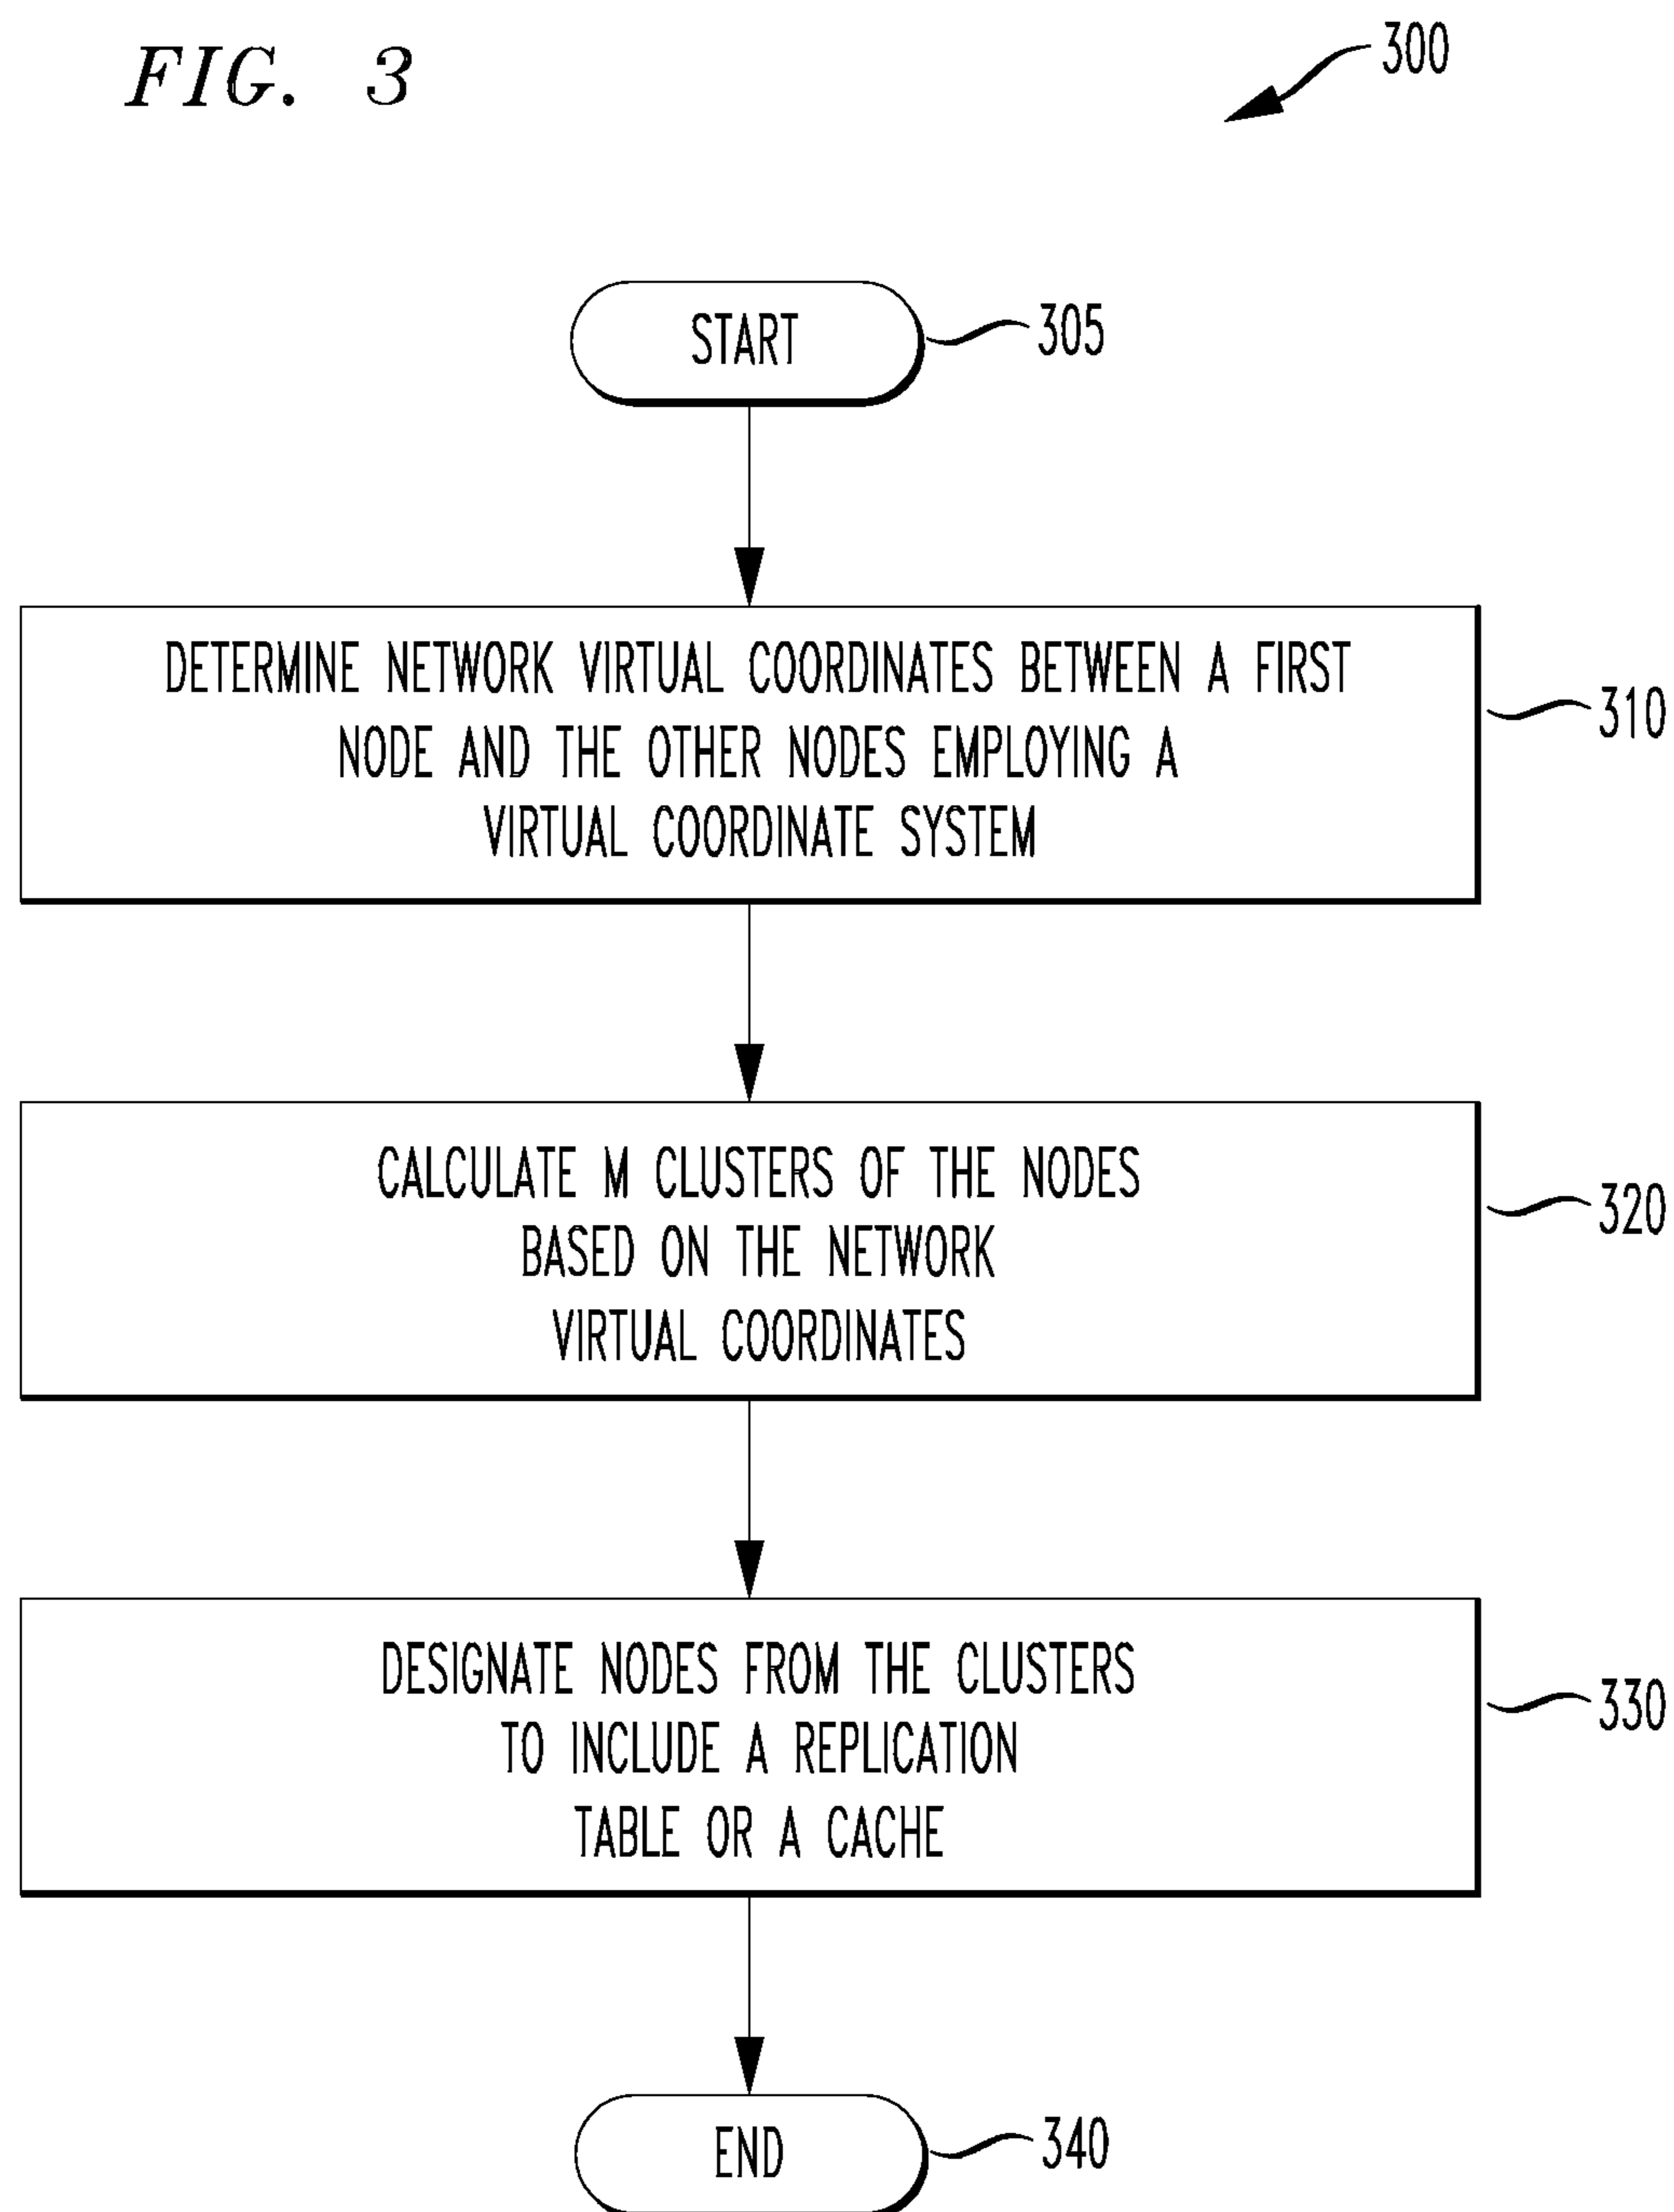 FIG. 3
300
START
305
DETERMINE NETWORK VIRTUAL COORDINATES BETWEEN A FIRST
NODE AND THE OTHER NODES EMPLOYING A
VIRTUAL COORDINATE SYSTEM
310
CALCULATE M CLUSTERS OF THE NODES
BASED ON THE NETWORK
VIRTUAL COORDINATES
320
DESIGNATE NODES FROM THE CLUSTERS
TO INCLUDE A REPLICATION
TABLE OR A CACHE
330
END
340